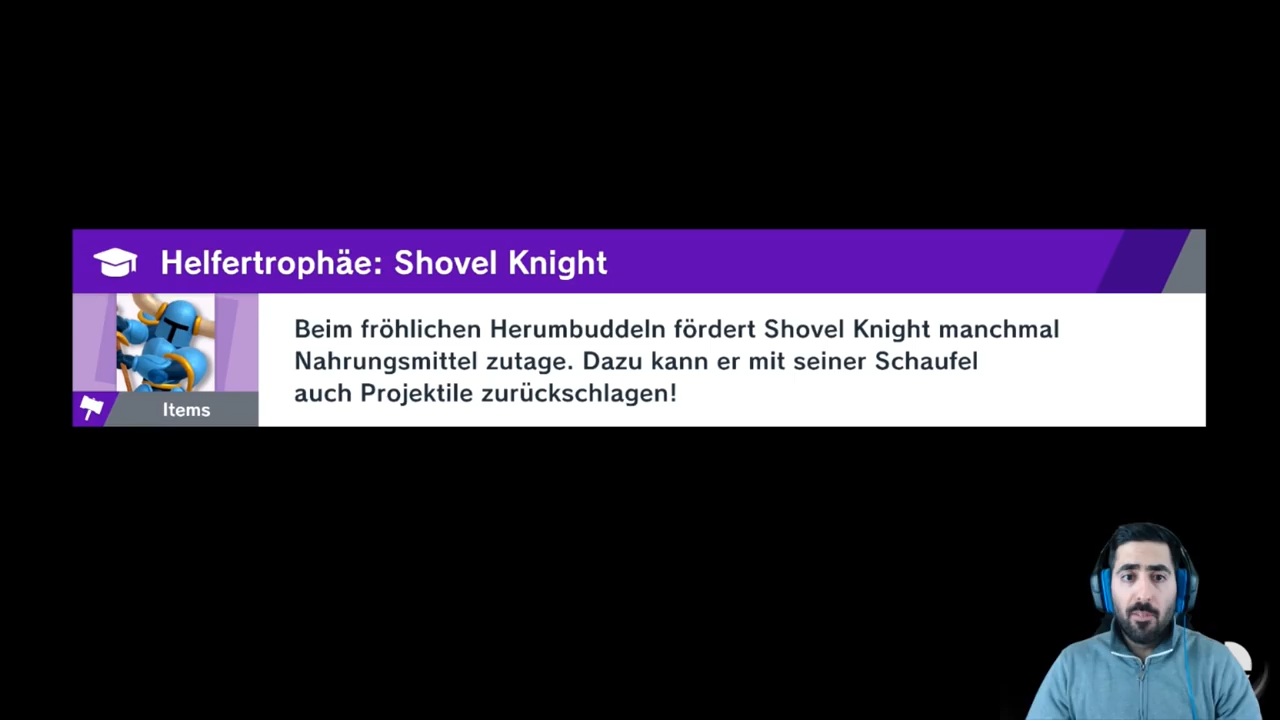 Helfertrophäe: Shovel Knight
Beim fröhlichen Herumbuddeln fördert Shovel Knight manchmal
Nahrungsmittel zutage. Dazu kann er mit seiner Schaufel
auch Projektile zurückschlagen!
Items